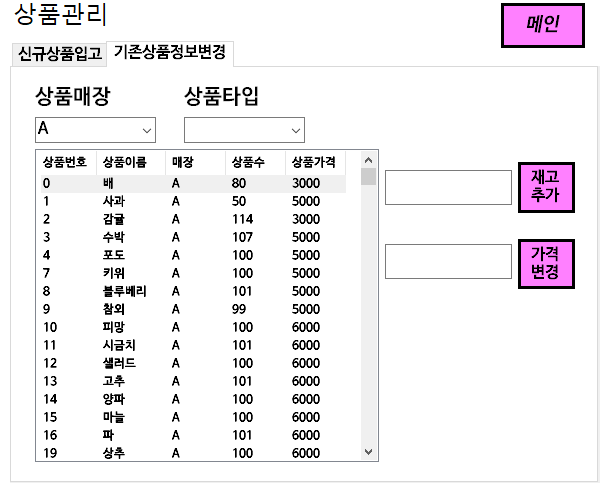 상품관리
메인
신규상품입고 기존상품정보변경
상품매장 상품타입
A
상품번호 상품이름 매장 상품수 상품가격
0 배 A 80 3000
1 사과 A 50 5000
2 감귤 A 114 3000
3 수박 A 107 5000
4 포도 A 100 5000
7 키위 A 100 5000
8 블루베리 A 101 5000
9 참외 A 99 5000
10 피망 A 100 6000
11 시금치 A 101 6000
12 샐러드 A 100 6000
13 고추 A 101 6000
14 양파 A 100 6000
15 마늘 A 100 6000
16 파 A 101 6000
19 상추 A 100 6000
재고
추가
가격
변경